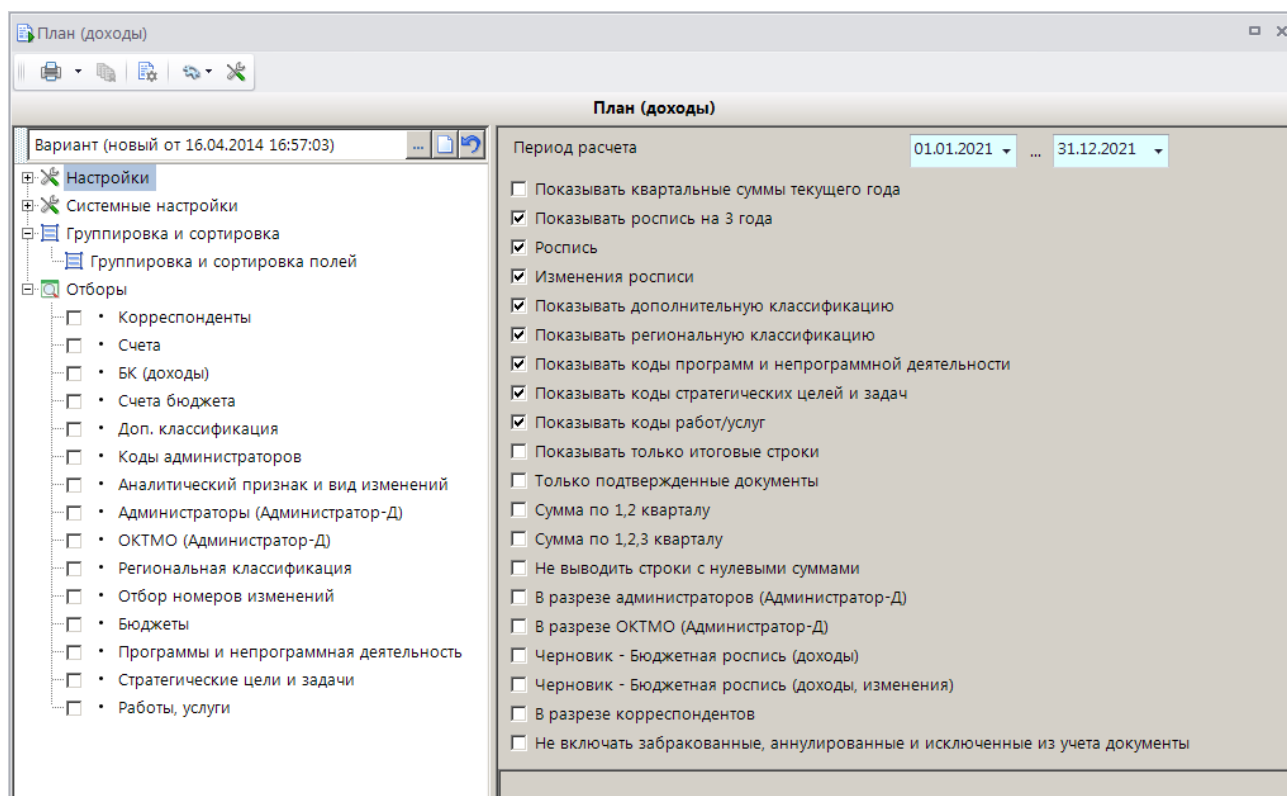 План (доходы)
План (доходы)
Вариант (новый от 16.04.2014 16:57:03) ...
Настройки
Системные настройки
Группировка и сортировка
Группировка и сортировка полей
Отборы
• Корреспонденты
• Счета
• БК (доходы)
• Счета бюджета
• Доп. классификация
• Коды администраторов
• Аналитический признак и вид изменений
• Администраторы (Администратор-Д)
• ОКТМО (Администратор-Д)
• Региональная классификация
• Отбор номеров изменений
• Бюджеты
• Программы и непрограммная деятельность
• Стратегические цели и задачи
• Работы, услуги
Период расчета 01.01.2021 ... 31.12.2021
Показывать квартальные суммы текущего года
Показывать роспись на 3 года
Роспись
Изменения росписи
Показывать дополнительную классификацию
Показывать региональную классификацию
Показывать коды программ и непрограммной деятельности
Показывать коды стратегических целей и задач
Показывать коды работ/услуг
Показывать только итоговые строки
Только подтвержденные документы
Сумма по 1,2 кварталу
Сумма по 1,2,3 кварталу
Не выводить строки с нулевыми суммами
В разрезе администраторов (Администратор-Д)
В разрезе ОКТМО (Администратор-Д)
Черновик - Бюджетная роспись (доходы)
Черновик - Бюджетная роспись (доходы, изменения)
В разрезе корреспондентов
Не включать забракованные, аннулированные и исключенные из учета документы